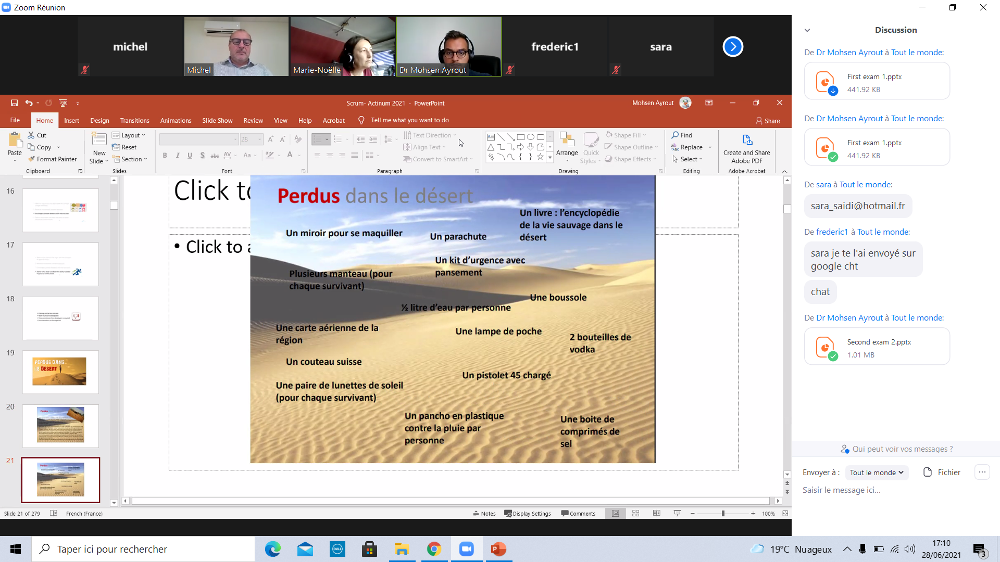 Zoom Réunion
michel
Michel
Marie-Noëlle
Dr Mohsen Ayrout
frederic1
sara
Scrum- Actinum 2021 - PowerPoint
Mohsen Ayrout
File Home Insert Design Transitions Animations Slide Show Review View Help Acrobat Tell me what you want to do Share
Paste
Cut
Copy
Format Painter
Clipboard
New
Slide
Layout
Reset
Section
Slides
28
Font
Text Direction
Align Text
Convert to SmartArt
Paragraph
Arrange
Quick
Styles
Shape Fill
Shape Outline
Shape Effects
Drawing
Find
Replace
Select
Editing
Create and Share
Adobe PDF
Adobe Acrobat
16
17
18
19
PERDUS DANS
LE DESERT
20
21
Click to
• Click to a
Perdus dans le désert
Un livre : l’encyclopédie
de la vie sauvage dans le
désert
Un miroir pour se maquiller
Un parachute
Un kit d’urgence avec
pansement
Plusieurs manteau (pour
chaque survivant)
Une boussole
½ litre d’eau par personne
Une carte aérienne de la
région
Une lampe de poche
2 bouteilles de
vodka
Un couteau suisse
Un pistolet 45 chargé
Une paire de lunettes de soleil
(pour chaque survivant)
Un pancho en plastique
contre la pluie par
personne
Une boite de
comprimés de
sel
Slide 21 of 279
French (France)
Notes
Display Settings
Comments
100%
Discussion
De Dr Mohsen Ayrout à Tout le monde:
First exam 1.pptx
441.92 KB
De Dr Mohsen Ayrout à Tout le monde:
First exam 1.pptx
441.92 KB
De sara à Tout le monde:
sara_saidi@hotmail.fr
De frederic1 à Tout le monde:
sara je te l'ai envoyé sur
google cht
chat
De Dr Mohsen Ayrout à Tout le monde:
Second exam 2.pptx
1.01 MB
Qui peut voir vos messages ?
Envoyer à : Tout le monde Fichier
Saisir le message ici...
Taper ici pour rechercher
DELL
19°C Nuageux
17:10
28/06/2021
3